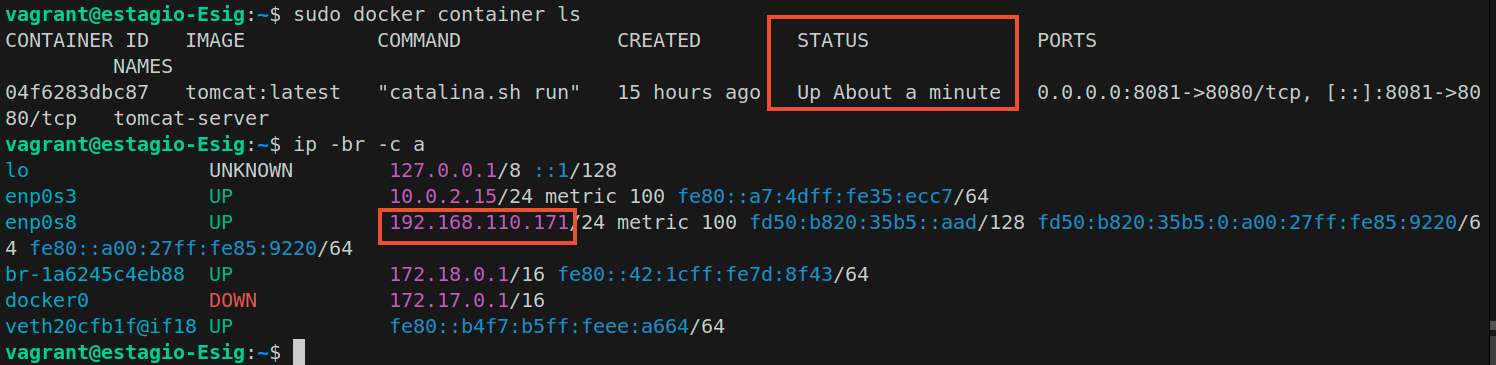 vagrant@estagio-Esig:~$ sudo docker container ls
CONTAINER ID   IMAGE           COMMAND             CREATED        STATUS              PORTS
         NAMES
04f6283dbc87   tomcat:latest   "catalina.sh run"   15 hours ago   Up About a minute   0.0.0.0:8081->8080/tcp, [::]:8081->80
80/tcp   tomcat-server
vagrant@estagio-Esig:~$ ip -br -c a
lo               UNKNOWN        127.0.0.1/8 ::1/128
enp0s3           UP             10.0.2.15/24 metric 100 fe80::a7:4dff:fe35:ecc7/64
enp0s8           UP             192.168.110.171/24 metric 100 fd50:b820:35b5::aad/128 fd50:b820:35b5:0:a00:27ff:fe85:9220/6
4 fe80::a00:27ff:fe85:9220/64
br-1a6245c4eb88  UP             172.18.0.1/16 fe80::42:1cff:fe7d:8f43/64
docker0          DOWN           172.17.0.1/16
veth20cfb1f@if18 UP             fe80::b4f7:b5ff:feee:a664/64
vagrant@estagio-Esig:~$